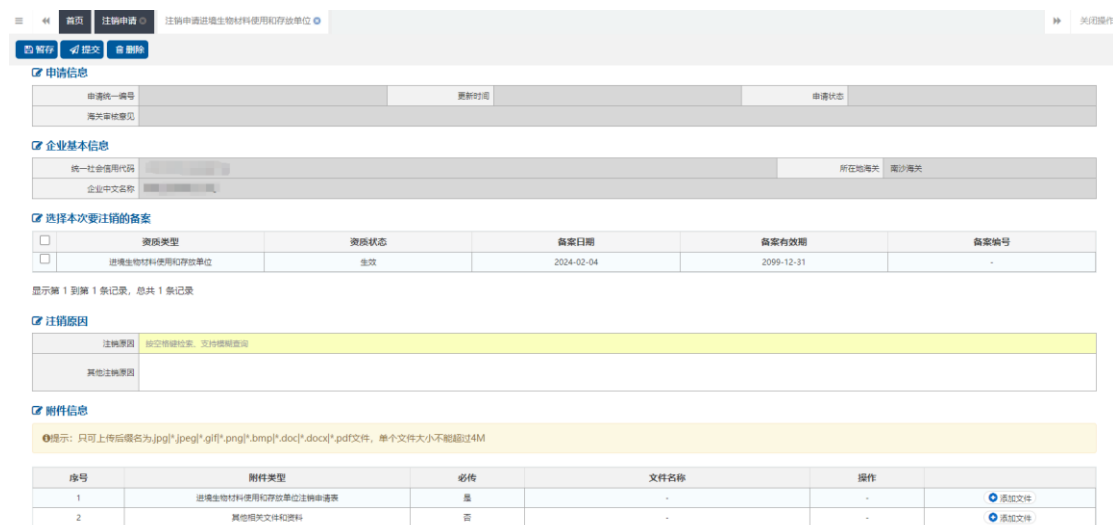 首页 注销申请 注销申请进境生物材料使用和存放单位 关闭操作
暂存 提交 删除
申请信息
申请统一编号 更新时间 申请状态
海关审核意见
企业基本信息
统一社会信用代码 所在地海关 南沙海关
企业中文名称
选择本次要注销的备案
资质类型 资质状态 备案日期 备案有效期 备案编号
进境生物材料使用和存放单位 生效 2024-02-04 2099-12-31 -
显示第 1 到第 1 条记录，总共 1 条记录
注销原因
注销原因 按空格键检索、支持模糊查询
其他注销原因
附件信息
提示：只可上传后缀名为.jpg|*.jpeg|*.gif|*.png|*.bmp|*.doc|*.docx|*.pdf文件，单个文件大小不能超过4M
序号 附件类型 必传 文件名称 操作
1 进境生物材料使用和存放单位注销申请表 是 - - 添加文件
2 其他相关文件和资料 否 - - 添加文件